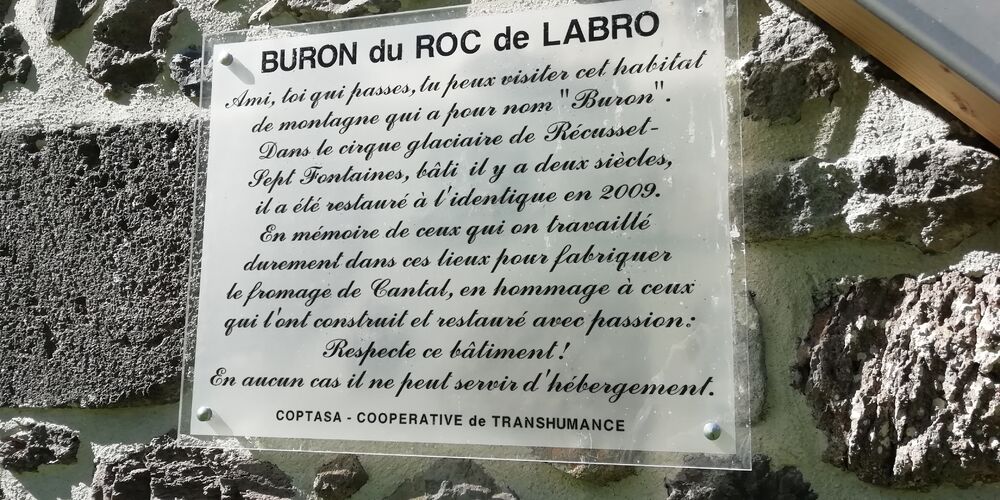 BURON du ROC de LABRO
Ami, toi qui passes, tu peux visiter cet habitat
de montagne qui a pour nom "Buron".
Dans le cirque glaciaire de Récusset-
Sept Fontaines, bâti il y a deux siècles,
il a été restauré à l'identique en 2009.
En mémoire de ceux qui on travaillé
durement dans ces lieux pour fabriquer
le fromage de Cantal, en hommage à ceux
qui l'ont construit et restauré avec passion:
Respecte ce bâtiment!
En aucun cas il ne peut servir d'hébergement.
COPTASA - COOPERATIVE de TRANSHUMANCE